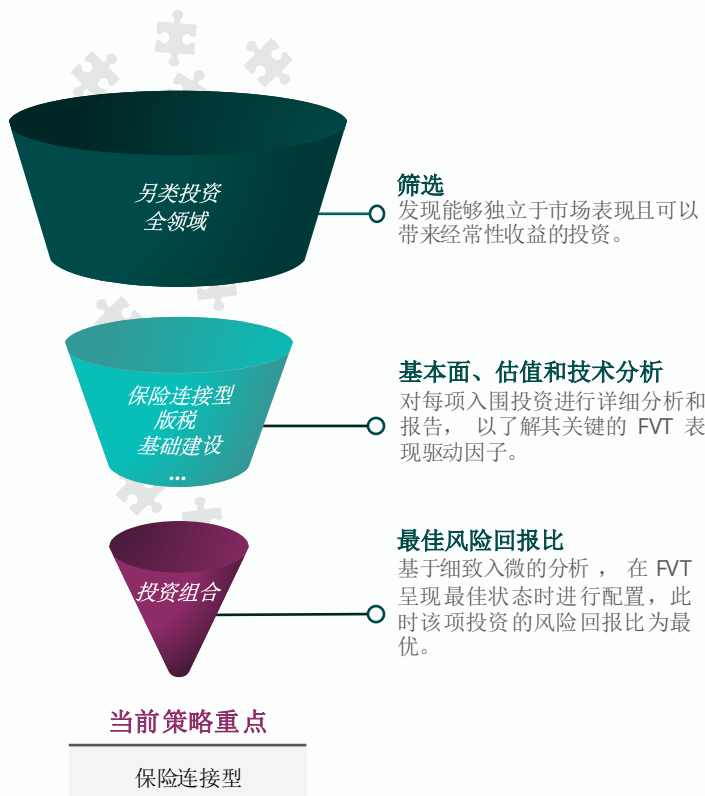 另类投资
全领域
筛选
发现能够独立于市场表现且可以
带来经常性收益的投资。
保险连接型
版税
基础建设
...
基本面、估值和技术分析
对每项入围投资进行详细分析和
报告， 以了解其关键的 FVT 表
现驱动因子。
投资组合
最佳风险回报比
基于细致入微的分析 ， 在 FVT
呈现最佳状态时进行配置，此
时该项投资的风险回报比为最
优。
当前策略重点
保险连接型